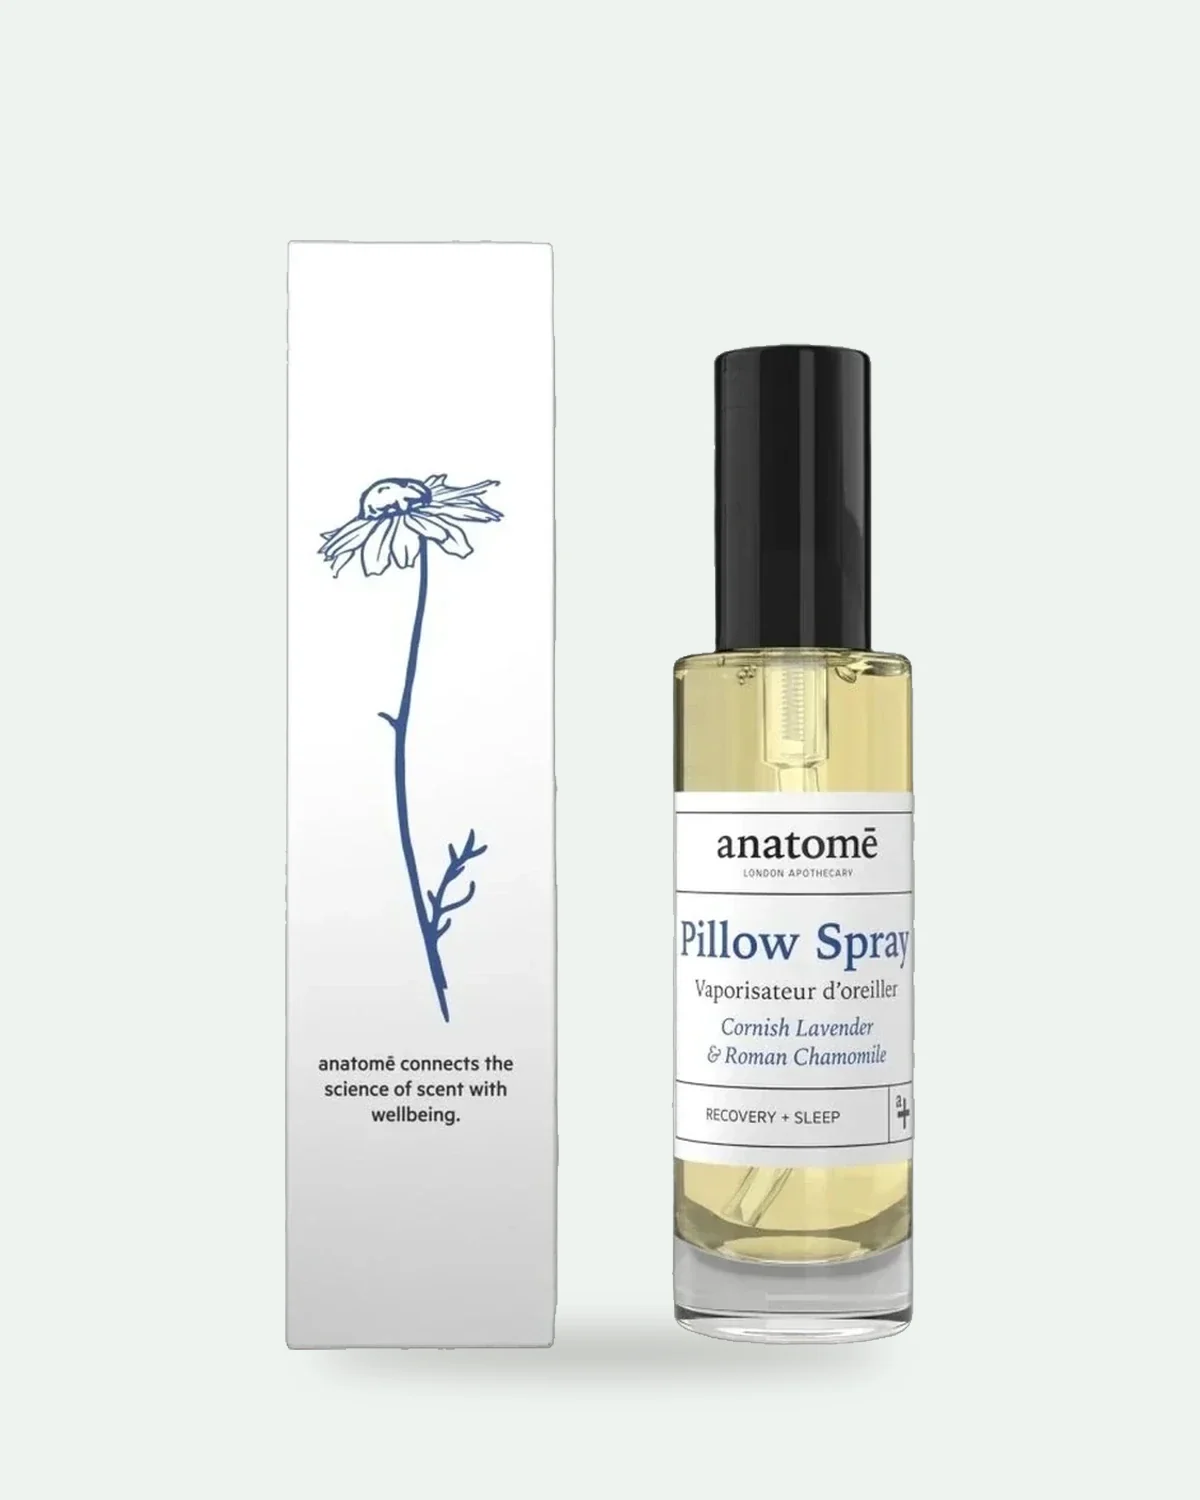 anatomē connects the
science of scent with
wellbeing.
anatomē
LONDON APOTHECARY
Pillow Spray
Vaporisateur d'oreiller
Cornish Lavender
& Roman Chamomile
RECOVERY + SLEEP
a+